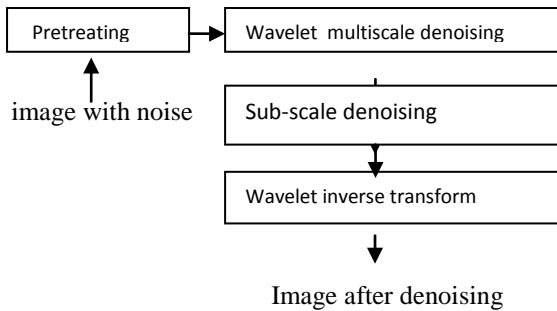 Pretreating
Wavelet multiscale denoising
image with noise
Sub-scale denoising
Wavelet inverse transform
Image after denoising